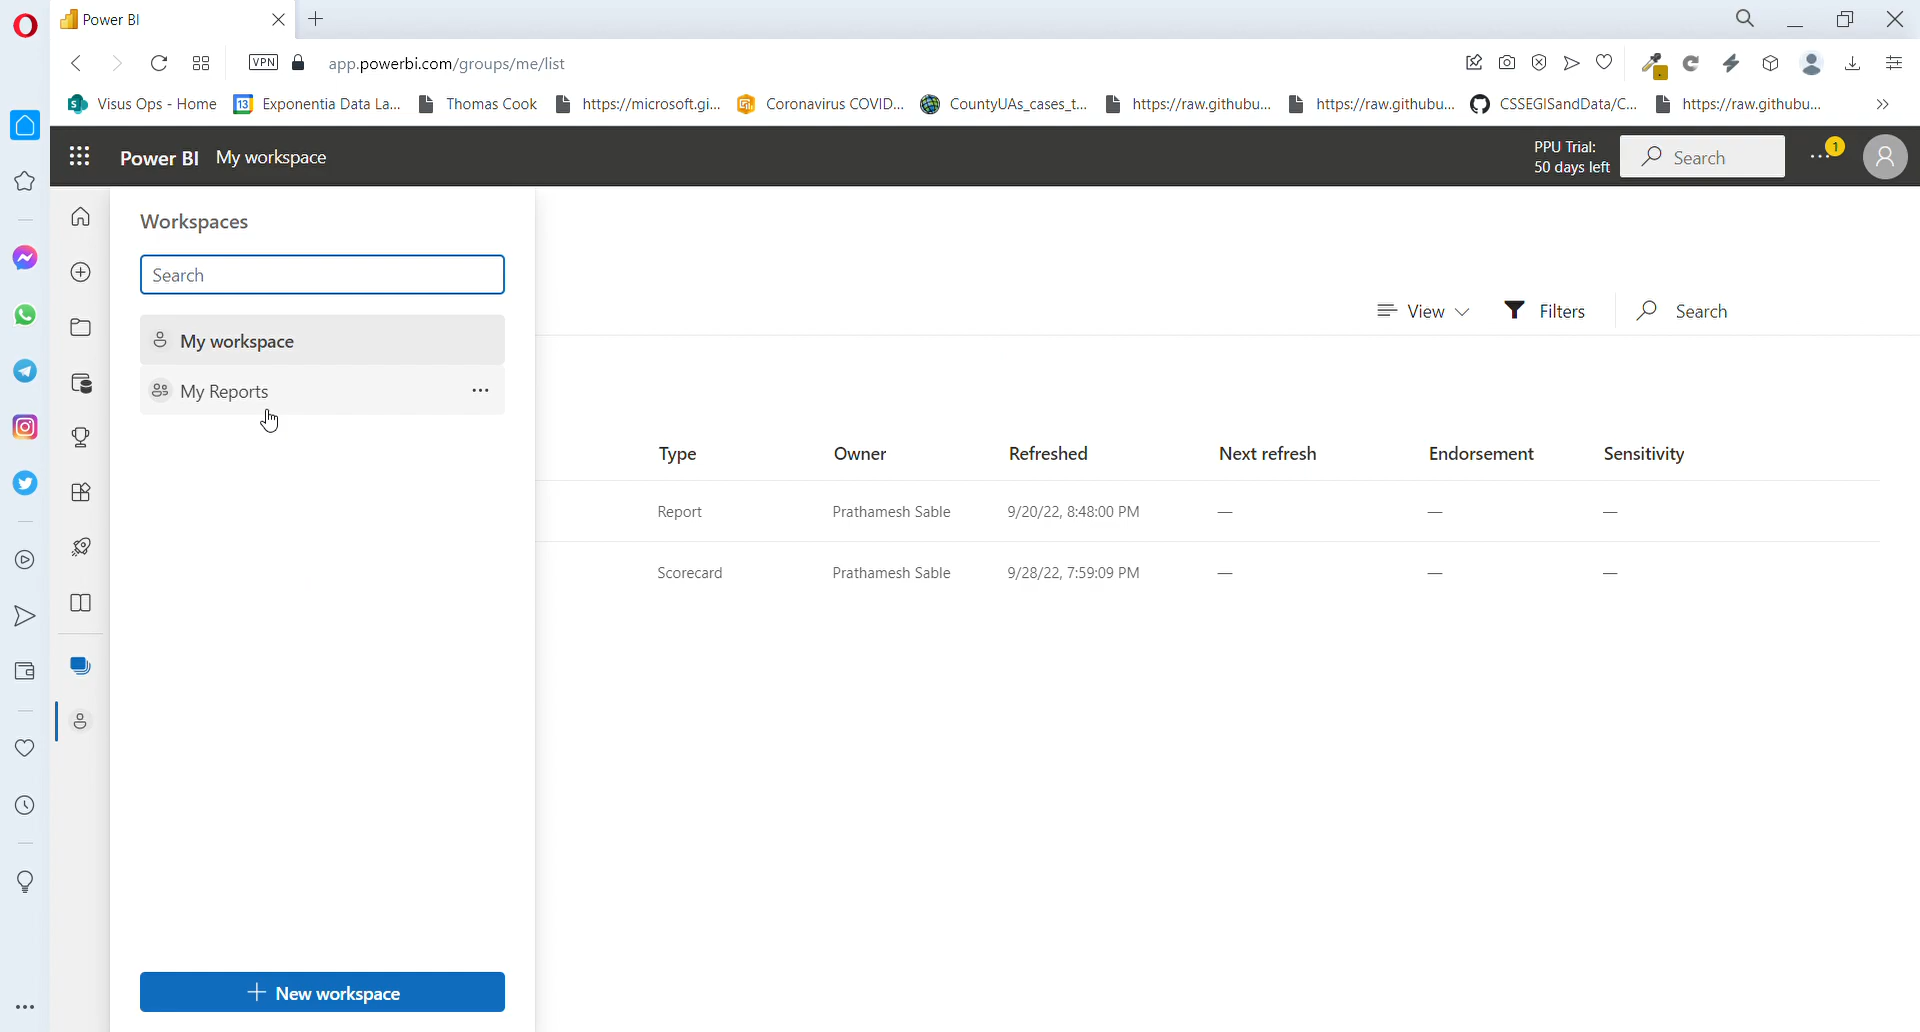 Power BI
VPN app.powerbi.com/groups/me/list
Visus Ops - Home 13 Exponentia Data La... Thomas Cook https://microsoft.gi... Coronavirus COVID... CountyUAs_cases_t... https://raw.githubu... https://raw.githubu... CSSEGISandData/C... https://raw.githubu...
Power BI My workspace PPU Trial: 50 days left Search ... 1
Workspaces
Search
My workspace
My Reports ...
View Filters Search
Type Owner Refreshed Next refresh Endorsement Sensitivity
Report Prathamesh Sable 9/20/22, 8:48:00 PM — — —
Scorecard Prathamesh Sable 9/28/22, 7:59:09 PM — — —
+ New workspace